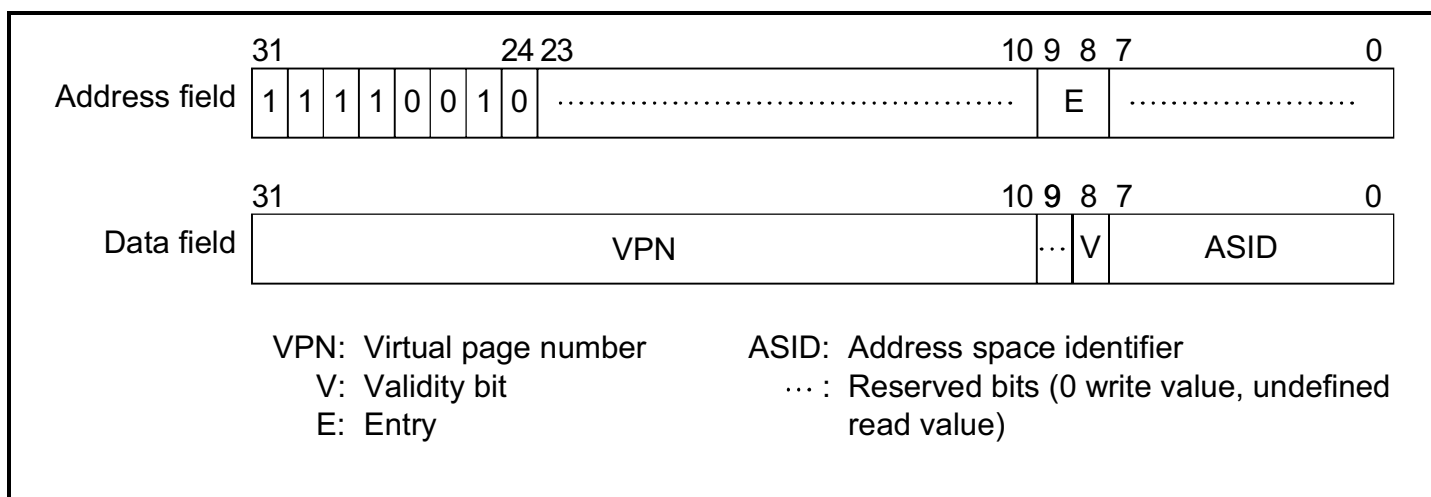 31 24 23 10 9 8 7 0
Address field 1 1 1 1 0 0 1 0 ........................................... E ......................
31 10 9 8 7 0
Data field VPN ... V ASID
VPN: Virtual page number ASID: Address space identifier
V: Validity bit ... : Reserved bits (0 write value, undefined
E: Entry read value)